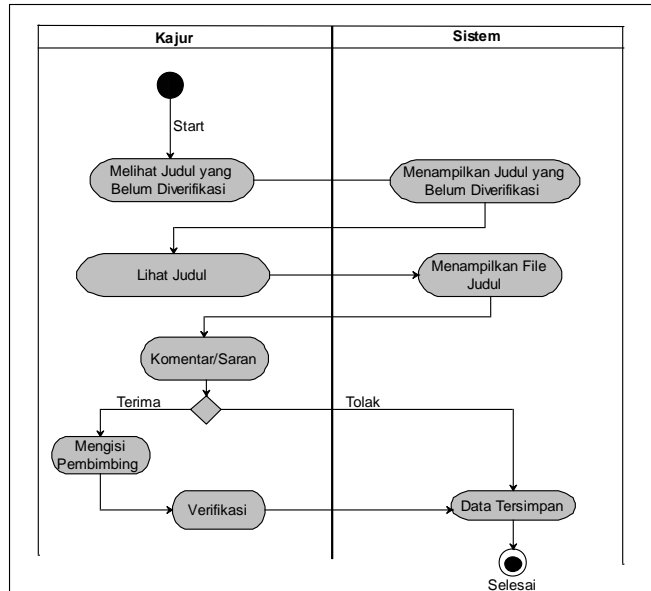 Kajur
Sistem
Start
Melihat Judul yang
Belum Diverifikasi
Menampilkan Judul yang
Belum Diverifikasi
Lihat Judul
Menampilkan File
Judul
Komentar/Saran
Terima
Tolak
Mengisi
Pembimbing
Verifikasi
Data Tersimpan
Selesai